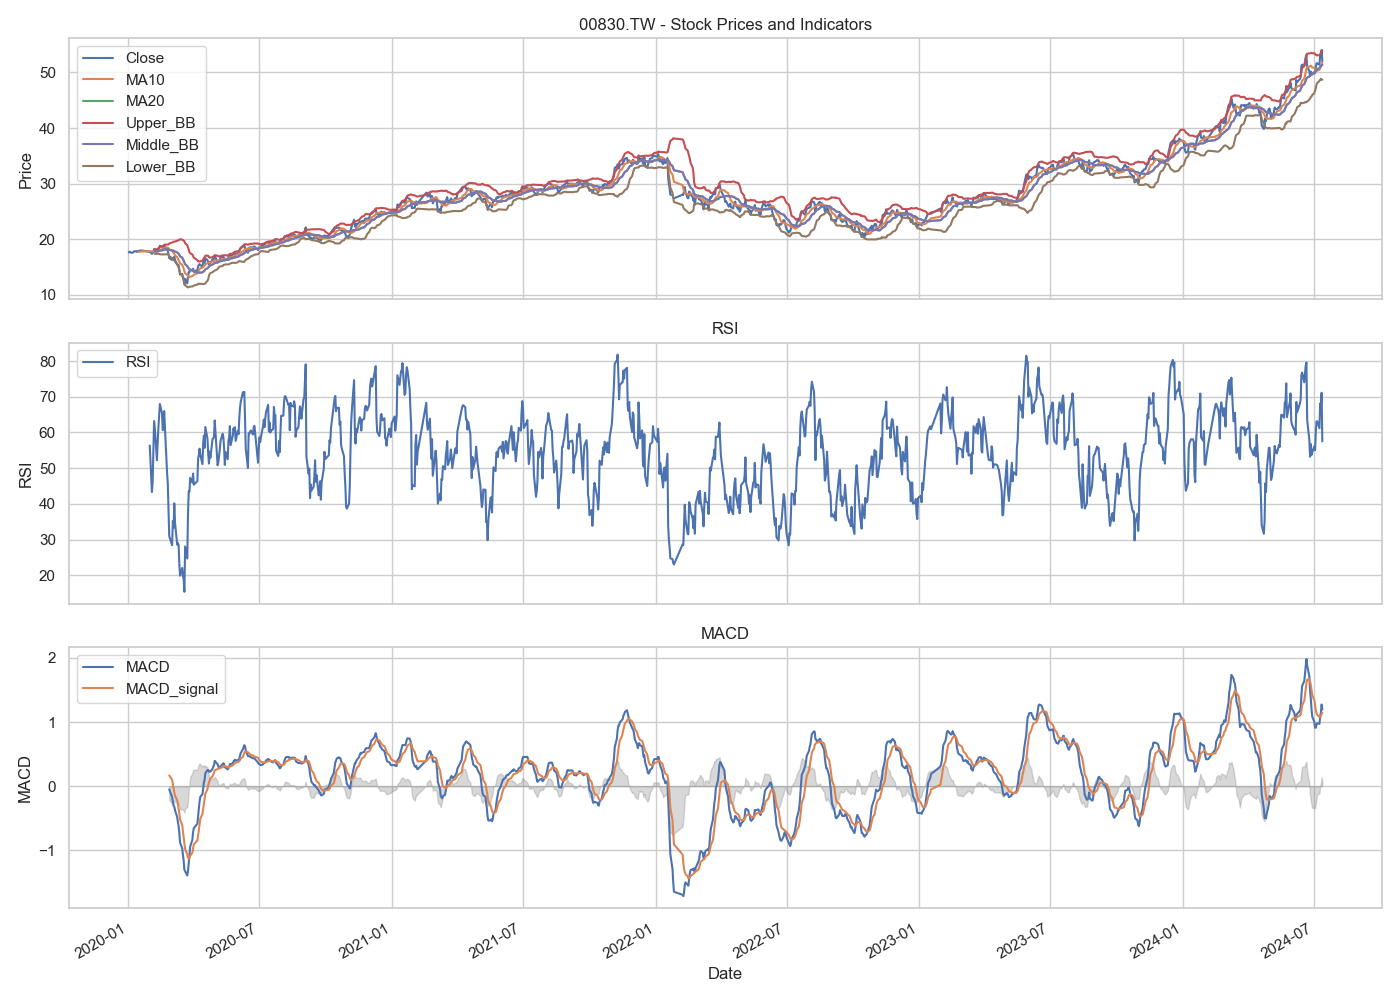 00830.TW - Stock Prices and Indicators
Close
MA10
MA20
Upper_BB
Middle_BB
Lower_BB
Price
50
40
30
20
10
RSI
RSI
RSI
80
70
60
50
40
30
20
MACD
MACD
MACD_signal
MACD
2
1
0
−1
2020-01
2020-07
2021-01
2021-07
2022-01
2022-07
2023-01
2023-07
2024-01
2024-07
Date